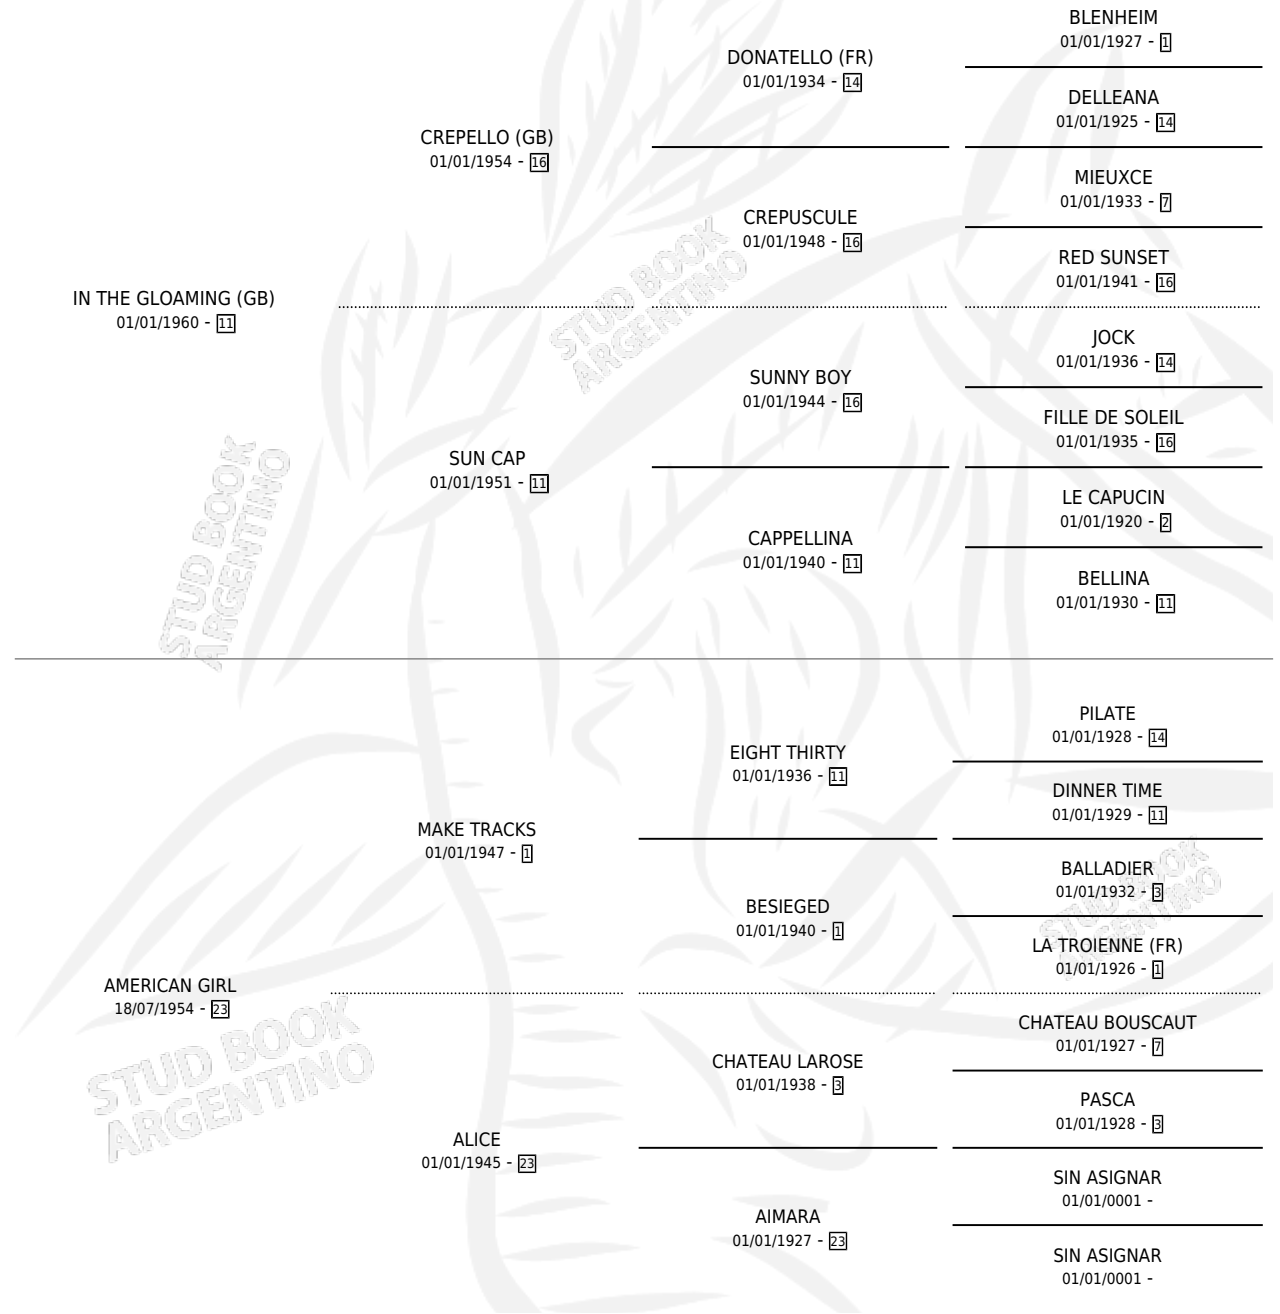 BLENHEIM
01/01/1927 - 1
DONATELLO (FR)
01/01/1934 - 14
DELLEANA
01/01/1925 - 14
CREPELLO (GB)
01/01/1954 - 16
MIEUXCE
01/01/1933 - 7
CREPUSCULE
01/01/1948 - 16
RED SUNSET
01/01/1941 - 16
IN THE GLOAMING (GB)
01/01/1960 - 11
JOCK
01/01/1936 - 14
SUNNY BOY
01/01/1944 - 16
FILLE DE SOLEIL
01/01/1935 - 16
SUN CAP
01/01/1951 - 11
LE CAPUCIN
01/01/1920 - 2
CAPPELLINA
01/01/1940 - 11
BELLINA
01/01/1930 - 11
PILATE
01/01/1928 - 14
EIGHT THIRTY
01/01/1936 - 11
DINNER TIME
01/01/1929 - 11
MAKE TRACKS
01/01/1947 - 1
BALLADIER
01/01/1932 - 3
BESIEGED
01/01/1940 - 1
LA TROIENNE (FR)
01/01/1926 - 1
AMERICAN GIRL
18/07/1954 - 23
CHATEAU BOUSCAUT
01/01/1927 - 7
CHATEAU LAROSE
01/01/1938 - 3
PASCA
01/01/1928 - 3
ALICE
01/01/1945 - 23
SIN ASIGNAR
01/01/0001 -
AIMARA
01/01/1927 - 23
SIN ASIGNAR
01/01/0001 -
STUD BOOK
ARGENTINO
STUD BOOK
ARGENTINO
STUD BOOK
ARGENTINO
STUD BOOK
ARGENTINO